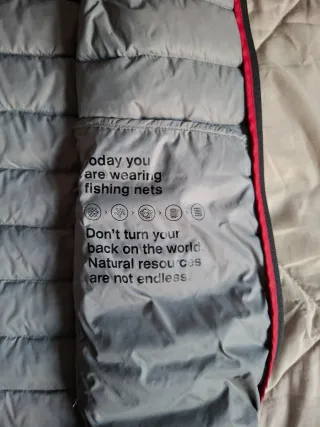 oday you
are wearing
fishing nets
Don't turn your
back on the world.
Natural resources
are not endless.